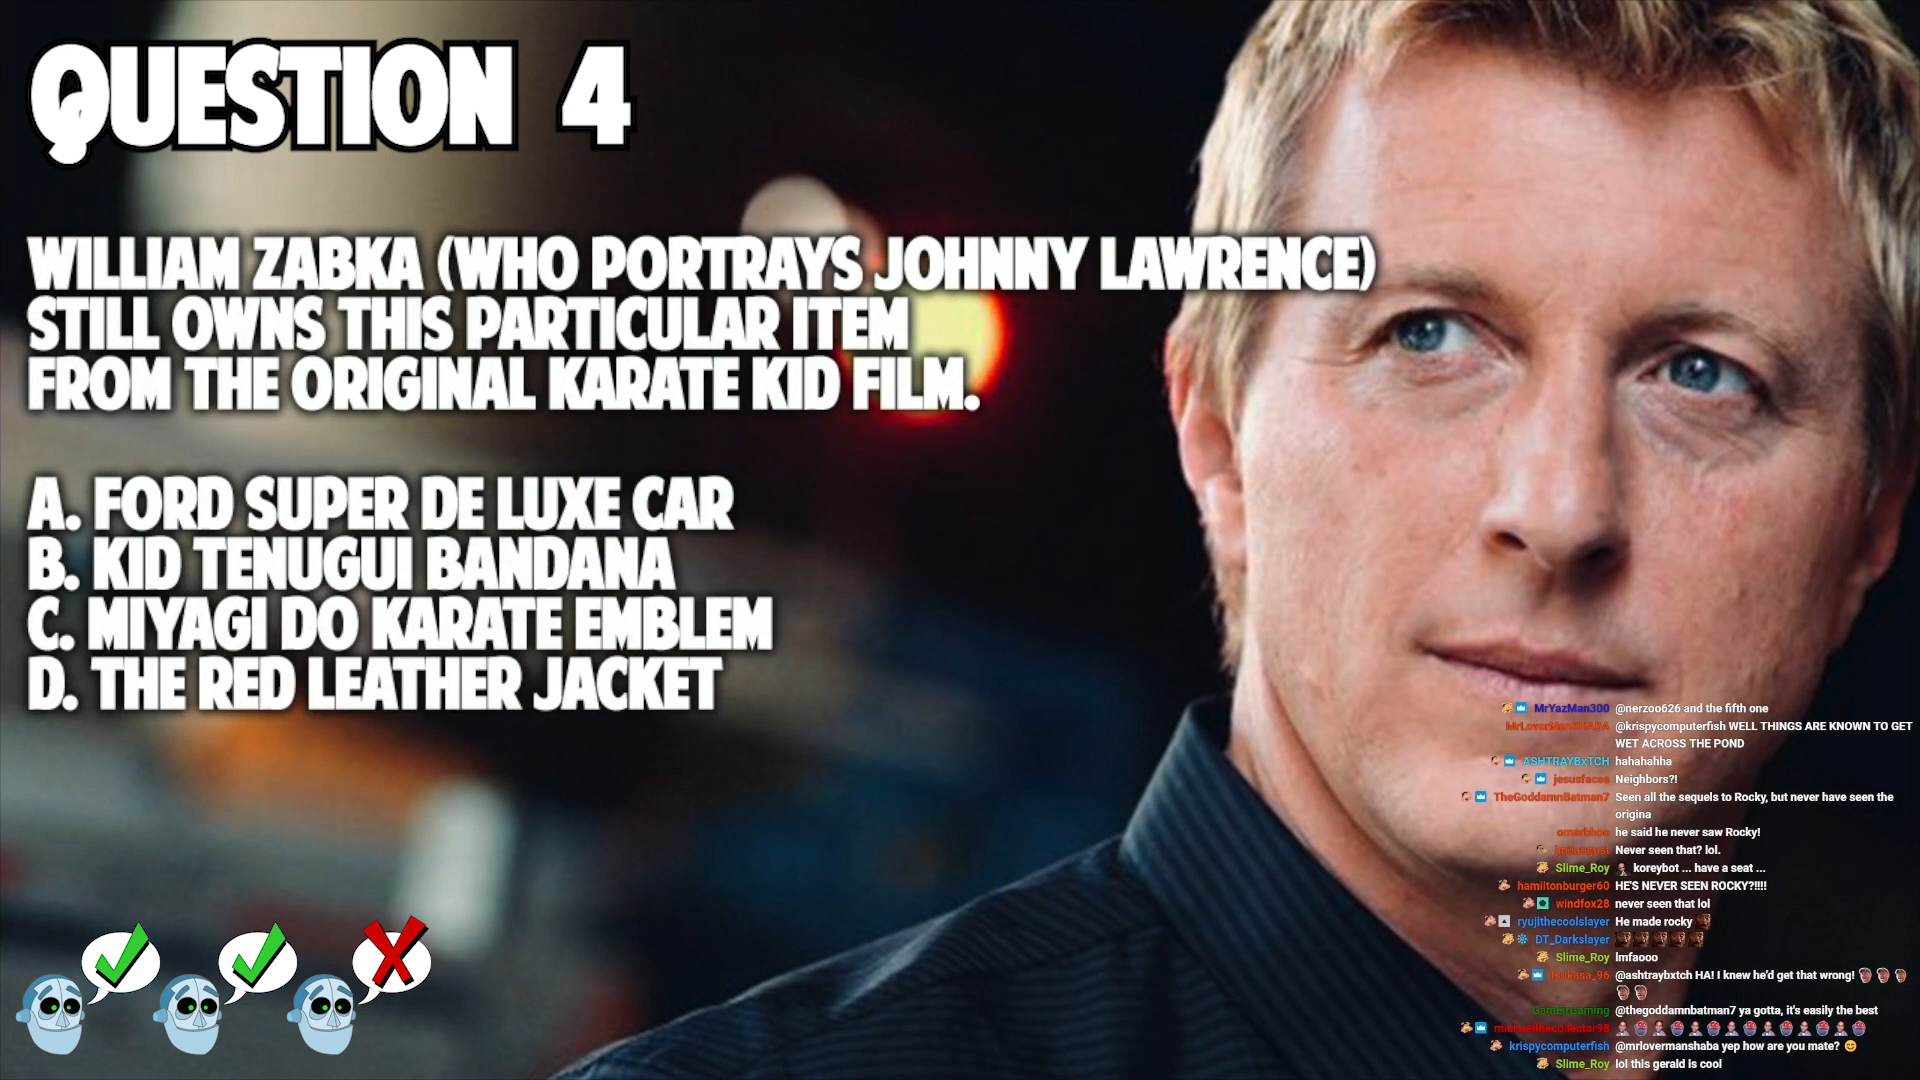 QUESTION 4
WILLIAM ZABKA (WHO PORTRAYS JOHNNY LAWRENCE)
STILL OWNS THIS PARTICULAR ITEM
FROM THE ORIGINAL KARATE KID FILM.
A. FORD SUPER DE LUXE CAR
B. KID TENUGUI BANDANA
C. MIYAGI DO KARATE EMBLEM
D. THE RED LEATHER JACKET
MrYazMan300 @nerzoo626 and the fifth one
MrLoverManSHABA @krispycomputerfish WELL THINGS ARE KNOWN TO GET
WET ACROSS THE POND
ASHTRAYBxTCH hahahahha
jesusfaces Neighbors?!
TheGoddamnBatman7 Seen all the sequels to Rocky, but never have seen the
origina
omarbhon he said he never saw Rocky!
Never seen that? lol.
Slime_Roy koreybot ... have a seat ...
hamiltonburger60 HE'S NEVER SEEN ROCKY?!!!!
windfox28 never seen that lol
ryujithecoolslayer He made rocky
DT_Darkslayer
Slime_Roy lmfaooo
@ashtraybxtch HA! I knew he'd get that wrong!
@thegoddamnbatman7 ya gotta, it's easily the best
michaelthecollector98
krispycomputerfish @mrlovermanshaba yep how are you mate?
Slime_Roy lol this gerald is cool